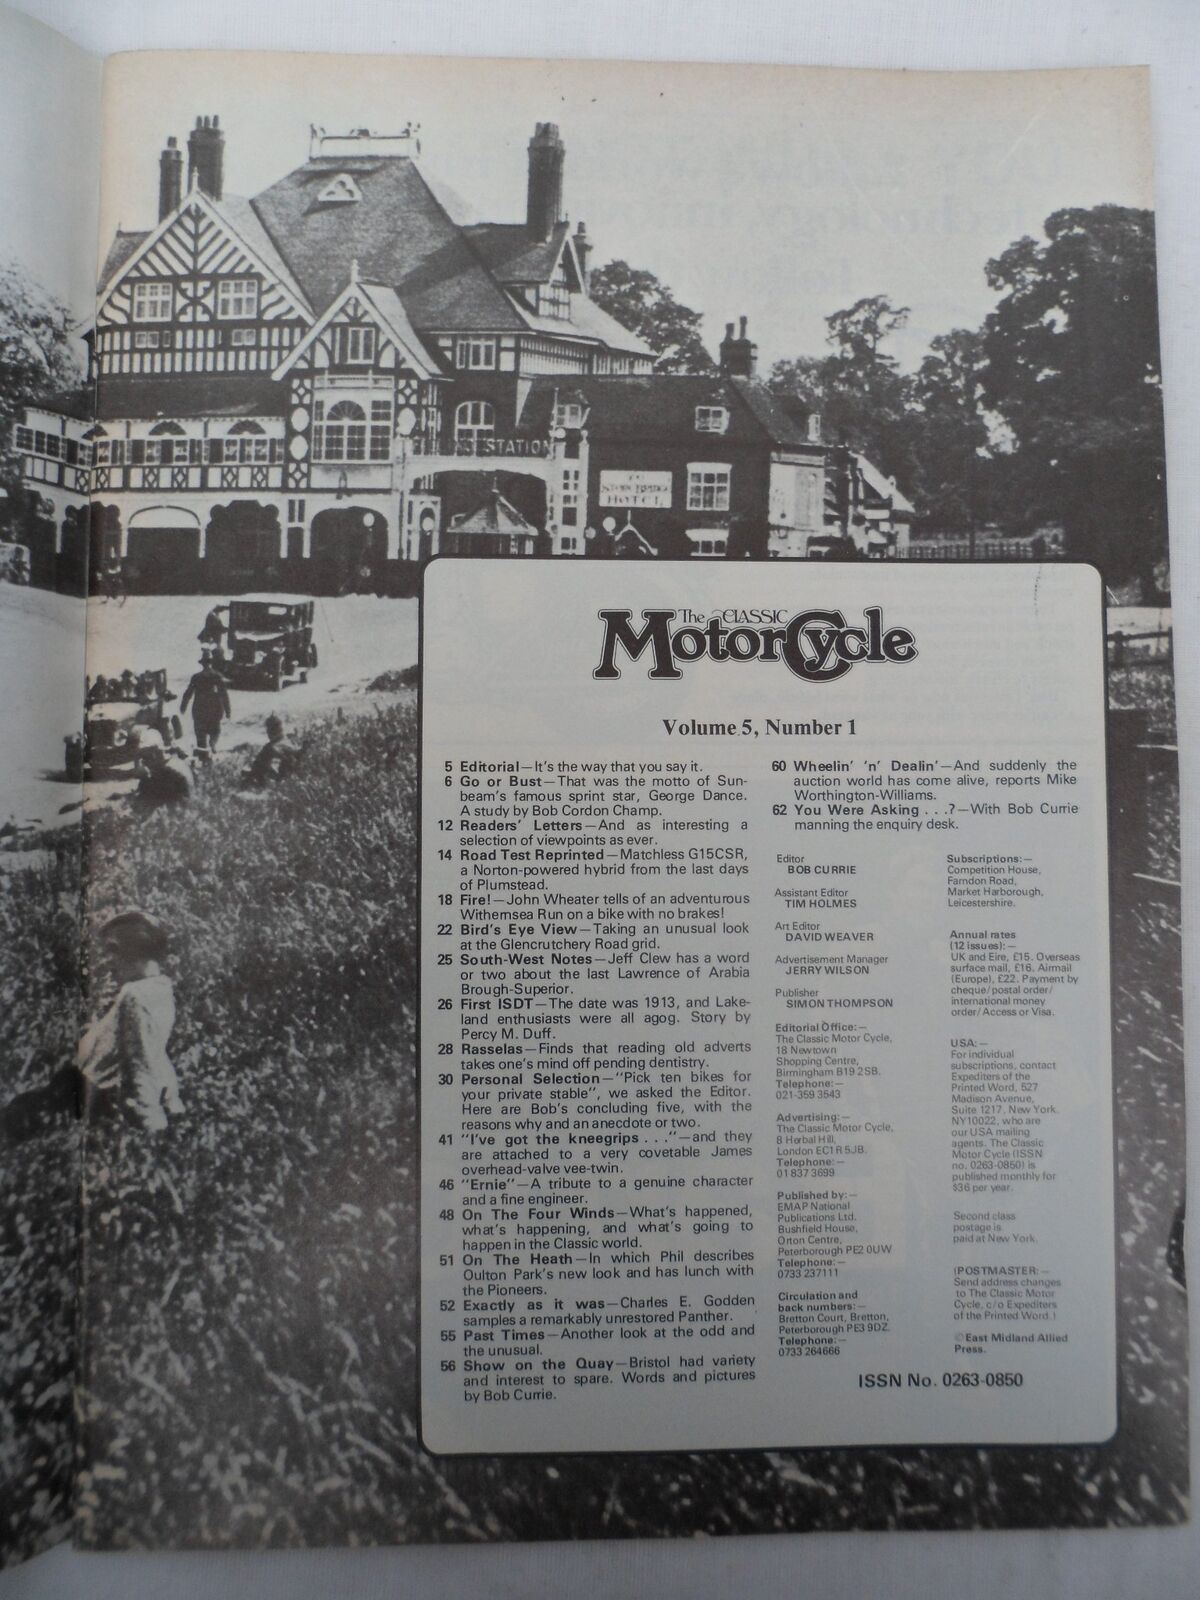 STATION
STONEBRIDGE
HOTEL
The CLASSIC
MotorCycle
Volume 5, Number 1
5 Editorial—It's the way that you say it.
6 Go or Bust—That was the motto of Sun-
beam's famous sprint star, George Dance.
A study by Bob Cordon Champ.
12 Readers' Letters—And as interesting a
selection of viewpoints as ever.
14 Road Test Reprinted—Matchless G15CSR,
a Norton-powered hybrid from the last days
of Plumstead.
18 Fire!—John Wheater tells of an adventurous
Withernsea Run on a bike with no brakes!
22 Bird's Eye View—Taking an unusual look
at the Glencrutchery Road grid.
25 South-West Notes—Jeff Clew has a word
or two about the last Lawrence of Arabia
Brough-Superior.
26 First ISDT—The date was 1913, and Lake-
land enthusiasts were all agog. Story by
Percy M. Duff.
28 Rasselas—Finds that reading old adverts
takes one's mind off pending dentistry.
30 Personal Selection—"Pick ten bikes for
your private stable", we asked the Editor.
Here are Bob's concluding five, with the
reasons why and an anecdote or two.
41 "I've got the kneegrips . . ."—and they
are attached to a very covetable James
overhead-valve vee-twin.
46 "Ernie"—A tribute to a genuine character
and a fine engineer.
48 On The Four Winds—What's happened,
what's happening, and what's going to
happen in the Classic world.
51 On The Heath—In which Phil describes
Oulton Park's new look and has lunch with
the Pioneers.
52 Exactly as it was—Charles E. Godden
samples a remarkably unrestored Panther.
55 Past Times—Another look at the odd and
the unusual.
56 Show on the Quay—Bristol had variety
and interest to spare. Words and pictures
by Bob Currie.
60 Wheelin' 'n' Dealin'—And suddenly the
auction world has come alive, reports Mike
Worthington-Williams.
62 You Were Asking . . .?—With Bob Currie
manning the enquiry desk.
Editor
BOB CURRIE
Assistant Editor
TIM HOLMES
Art Editor
DAVID WEAVER
Advertisement Manager
JERRY WILSON
Publisher
SIMON THOMPSON
Editorial Office:—
The Classic Motor Cycle,
18 Newtown
Shopping Centre,
Birmingham B19 2SB.
Telephone:—
021-359 3543
Advertising:—
The Classic Motor Cycle,
8 Herbal Hill,
London EC1R 5JB.
Telephone:—
01 837 3699
Published by:—
EMAP National
Publications Ltd.
Bushfield House,
Orton Centre,
Peterborough PE2 0UW
Telephone:—
0733 237111
Circulation and
back numbers:—
Bretton Court, Bretton,
Peterborough PE3 9DZ.
Telephone:—
0733 264666
Subscriptions:—
Competition House,
Farndon Road,
Market Harborough,
Leicestershire.
Annual rates
(12 issues):—
UK and Eire, £15. Overseas
surface mail, £16. Airmail
(Europe), £22. Payment by
cheque/postal order/
international money
order/Access or Visa.
USA:—
For individual
subscriptions, contact
Expediters of the
Printed Word, 527
Madison Avenue,
Suite 1217, New York,
NY10022, who are
our USA mailing
agents. The Classic
Motor Cycle (ISSN
no. 0263-0850) is
published monthly for
$36 per year.
Second class
postage is
paid at New York.
(POSTMASTER:—
Send address changes
to The Classic Motor
Cycle, c/o Expediters
of the Printed Word.)
©East Midland Allied
Press.
ISSN No. 0263-0850